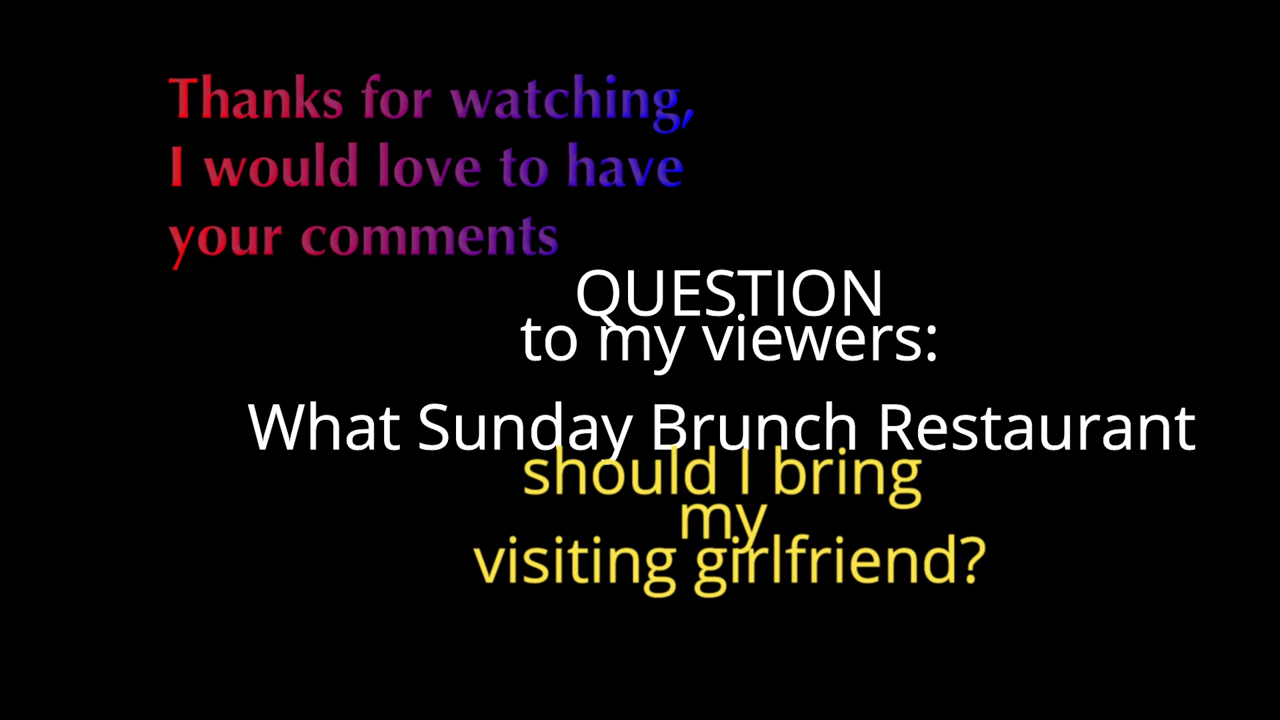 Thanks for watching,
I would love to have
your comments
QUESTION
to my viewers:
What Sunday Brunch Restaurant
should I bring
my
visiting girlfriend?